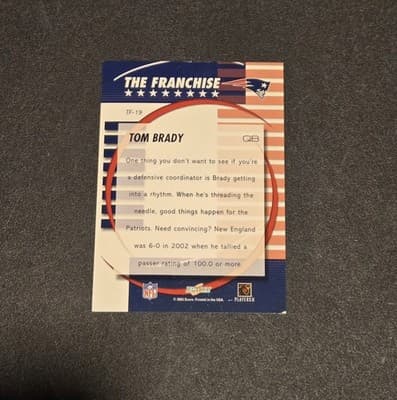 THE FRANCHISE
TF-19
TOM BRADY QB
One thing you don't want to see if you're
a defensive coordinator is Brady getting
into a rhythm. When he's threading the
needle, good things happen for the
Patriots. Need convincing? New England
was 6-0 in 2002 when he tallied a
passer rating of 100.0 or more.
NFL
PLAYERS